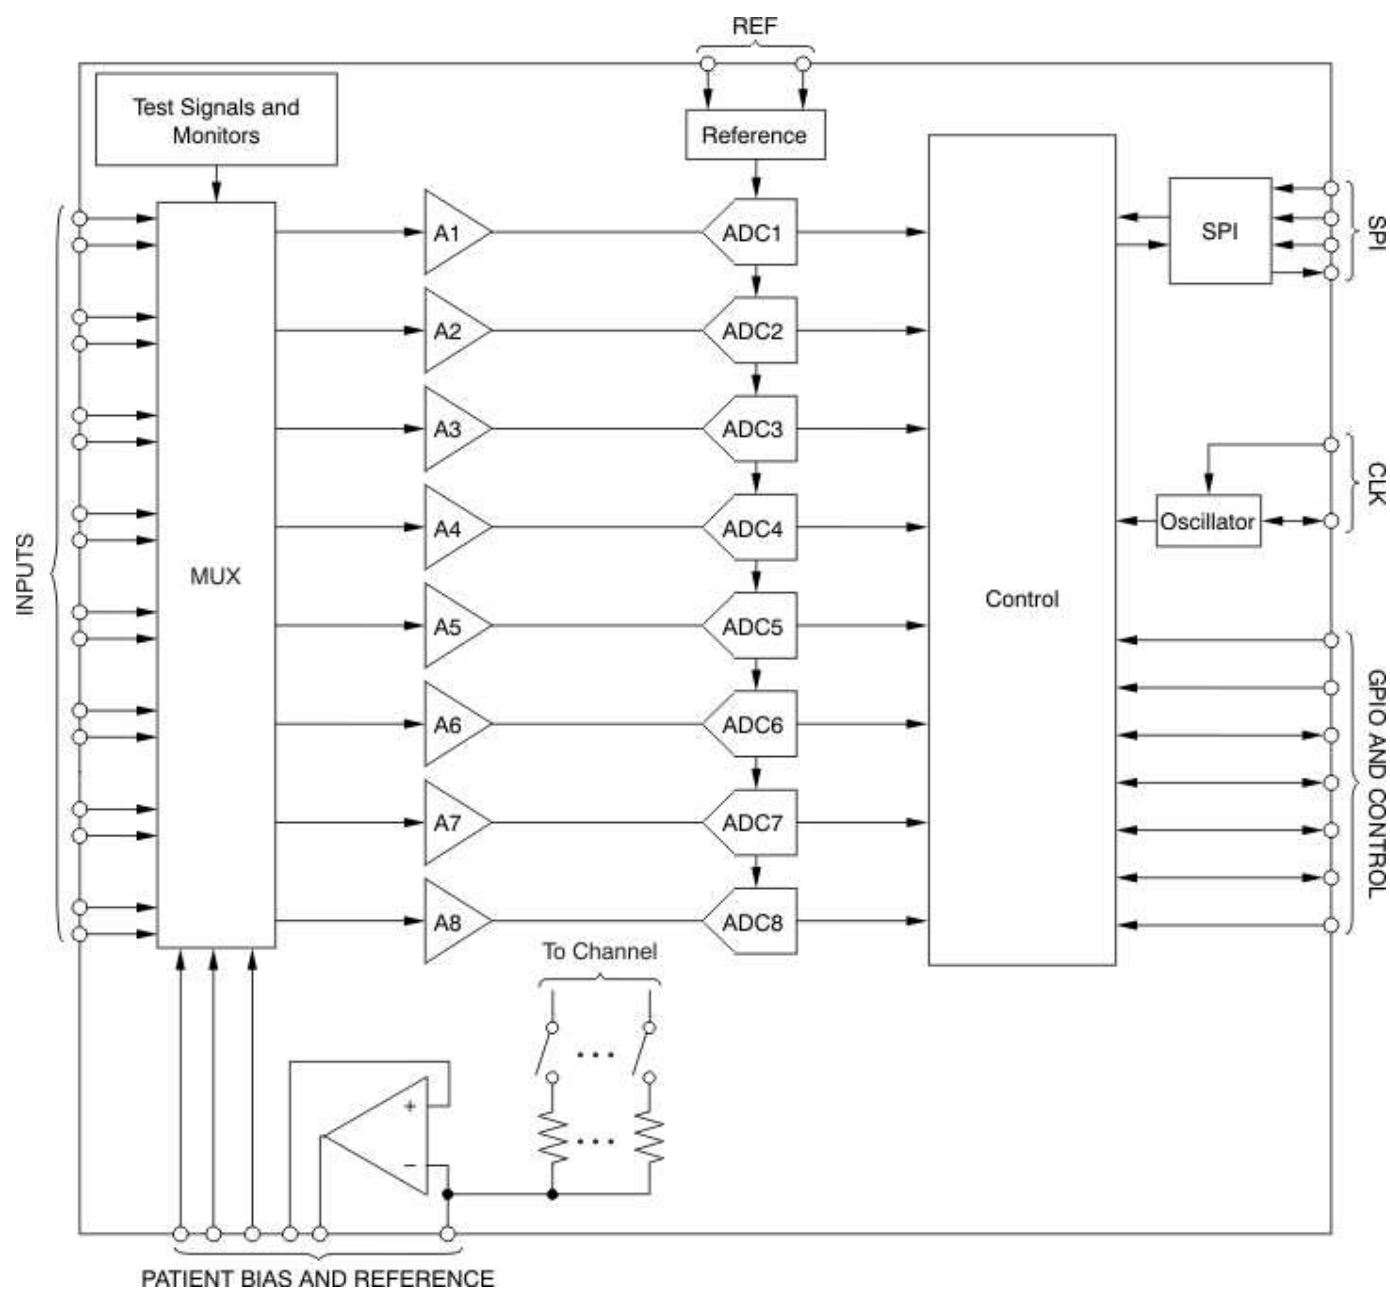 REF
Test Signals and
Monitors
Reference
A1
ADC1
SPI
SPI
A2
ADC2
A3
ADC3
CLK
A4
ADC4
Oscillator
INPUTS
MUX
Control
A5
ADC5
A6
ADC6
GPIO AND CONTROL
A7
ADC7
A8
ADC8
To Channel
+
−
PATIENT BIAS AND REFERENCE